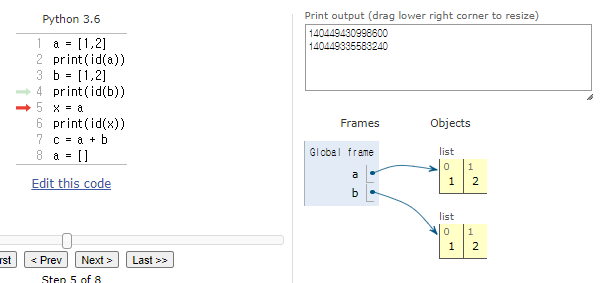 Python 3.6
1 a = [1,2]
2 print(id(a))
3 b = [1,2]
4 print(id(b))
5 x = a
6 print(id(x))
7 c = a + b
8 a = []
Edit this code
rst
< Prev
Next >
Last >>
Step 5 of 8
Print output (drag lower right corner to resize)
140449430998600
140449335583240
Frames
Objects
Global frame
a
b
list
0 1
1 2
list
0 1
1 2